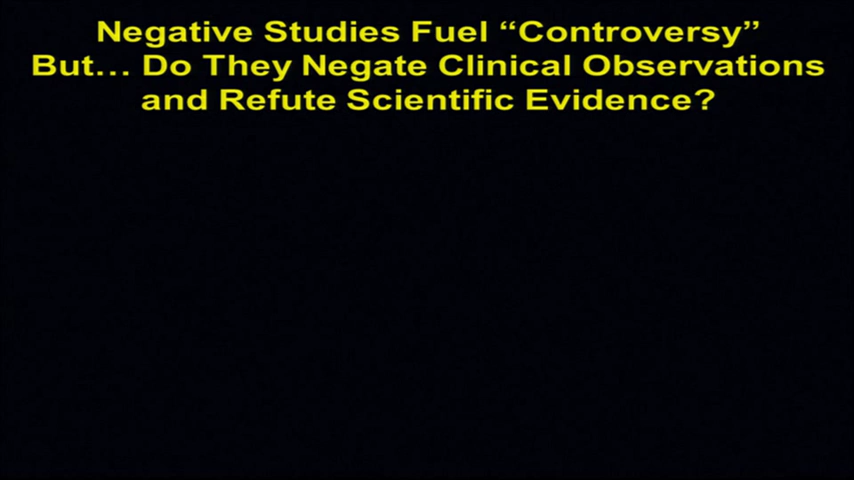 Negative Studies Fuel “Controversy”
But… Do They Negate Clinical Observations
and Refute Scientific Evidence?